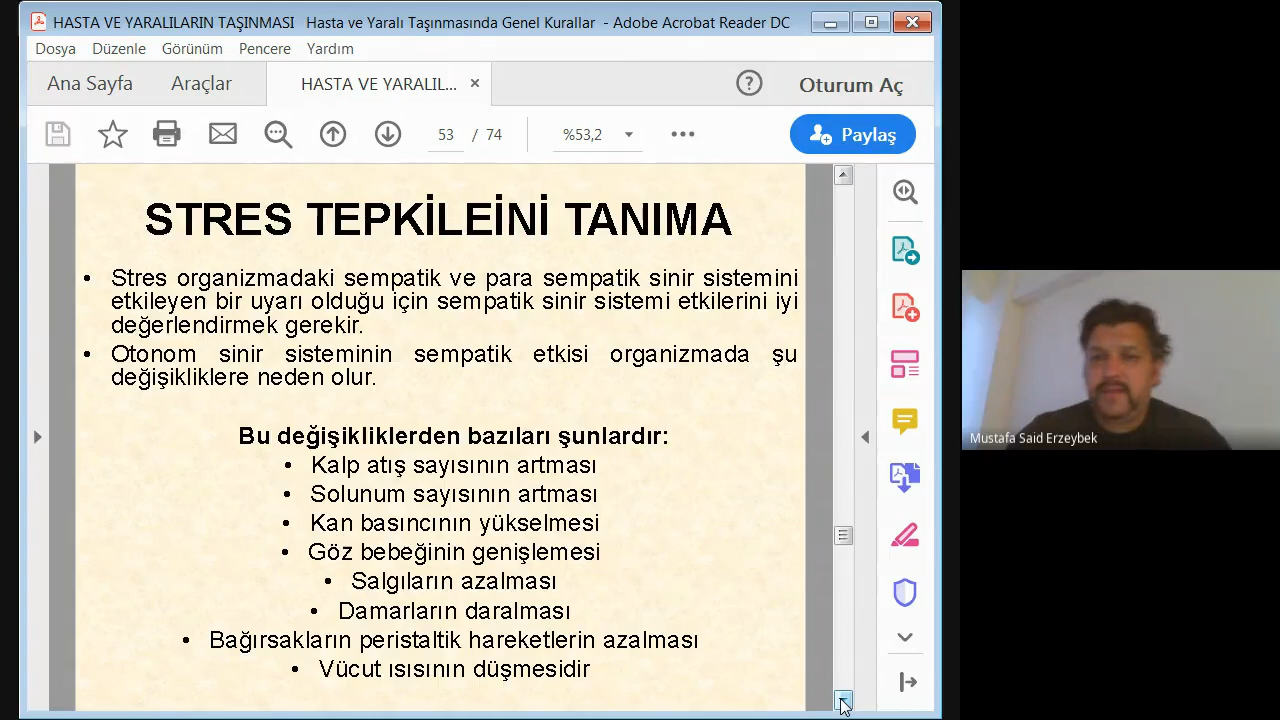 HASTA VE YARALILARIN TAŞINMASI   Hasta ve Yaralı Taşınmasında Genel Kurallar  - Adobe Acrobat Reader DC
Dosya Düzenle Görünüm Pencere Yardım
Ana Sayfa Araçlar HASTA VE YARALIL... × ? Oturum Aç
53 / 74 %53,2 Paylaş
STRES TEPKİLEİNİ TANIMA
• Stres organizmadaki sempatik ve para sempatik sinir sistemini
etkileyen bir uyarı olduğu için sempatik sinir sistemi etkilerini iyi
değerlendirmek gerekir.
• Otonom sinir sisteminin sempatik etkisi organizmada şu
değişikliklere neden olur.
Bu değişikliklerden bazıları şunlardır:
• Kalp atış sayısının artması
• Solunum sayısının artması
• Kan basıncının yükselmesi
• Göz bebeğinin genişlemesi
• Salgıların azalması
• Damarların daralması
• Bağırsakların peristaltik hareketlerin azalması
• Vücut ısısının düşmesidir
Mustafa Said Erzeybek